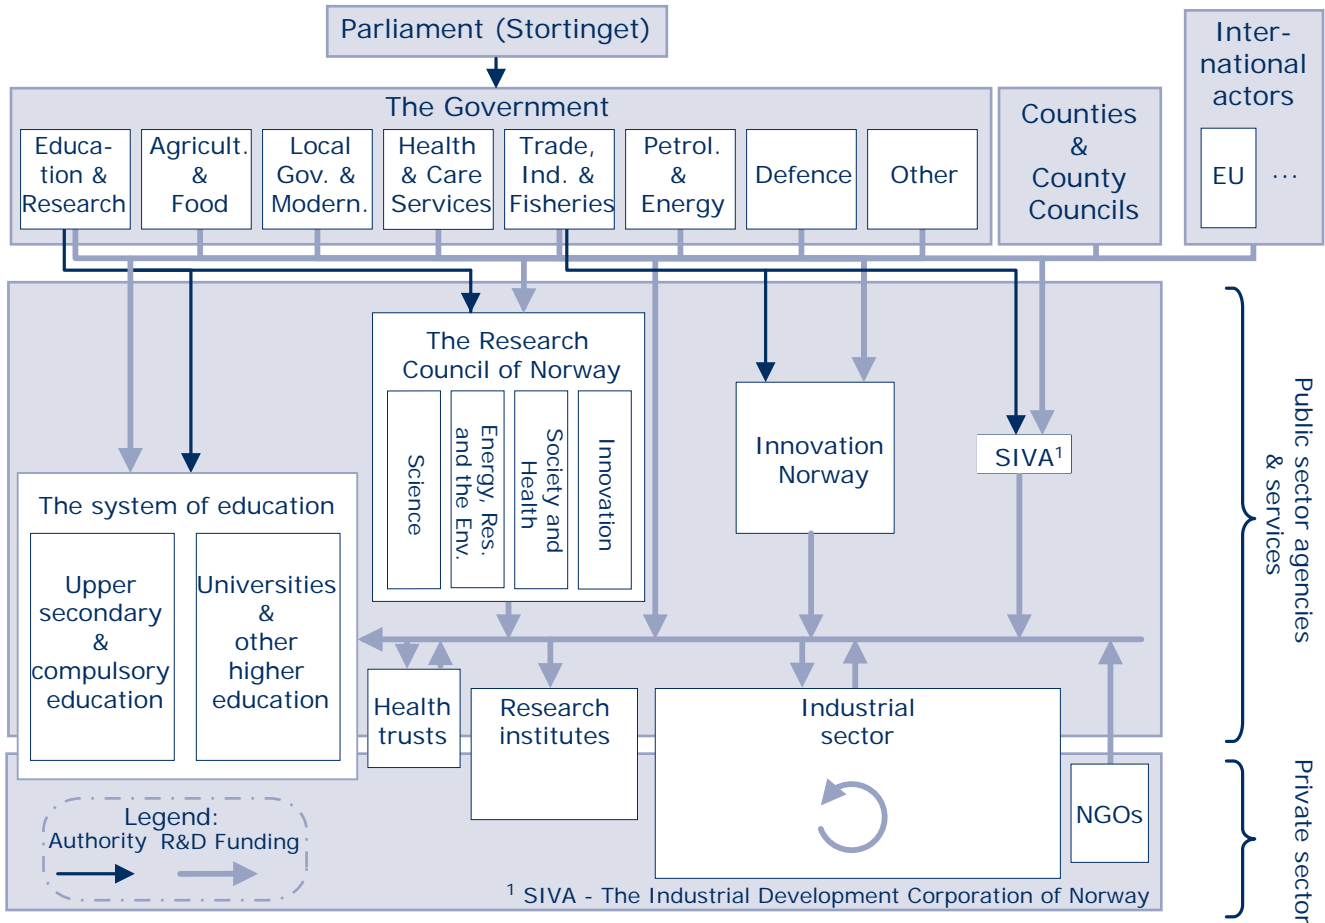 Parliament (Stortinget)
Inter-
national
actors
EU
...
The Government
Educa-
tion &
Research
Agricult.
&
Food
Local
Gov. &
Modern.
Health
& Care
Services
Trade,
Ind. &
Fisheries
Petrol.
&
Energy
Defence
Other
Counties
&
County
Councils
The Research
Council of Norway
Science
Energy, Res.
and the Env.
Society and
Health
Innovation
Innovation
Norway
SIVA¹
The system of education
Upper
secondary
&
compulsory
education
Universities
&
other
higher
education
Health
trusts
Research
institutes
Industrial
sector
NGOs
Public sector agencies
& services
Private sector
Legend:
Authority R&D Funding
¹ SIVA - The Industrial Development Corporation of Norway